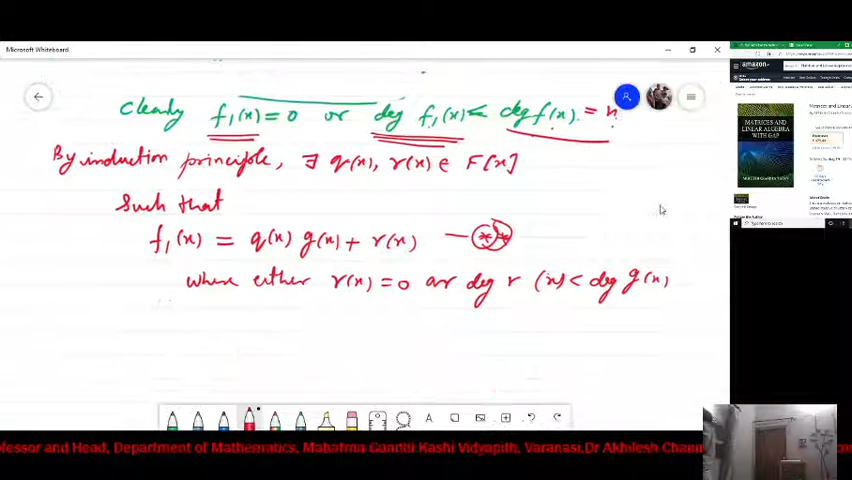 Microsoft Whiteboard
amazon
Clearly f₁(x) = 0 or deg f₁(x) < deg f(x). = n
MATRICES AND LINEAR ALGEBRA WITH GAP
By induction principle, ∃ q(x), r(x) ∈ F[x]
Such that
f₁(x) = q(x) g(x) + r(x) — (**)
where either r(x) = 0 or deg r (x) < deg g(x)
ofessor and Head, Department of Mathematics, Mahatma Gandhi Kashi Vidyapith, Varanasi,Dr Akhilesh Chan